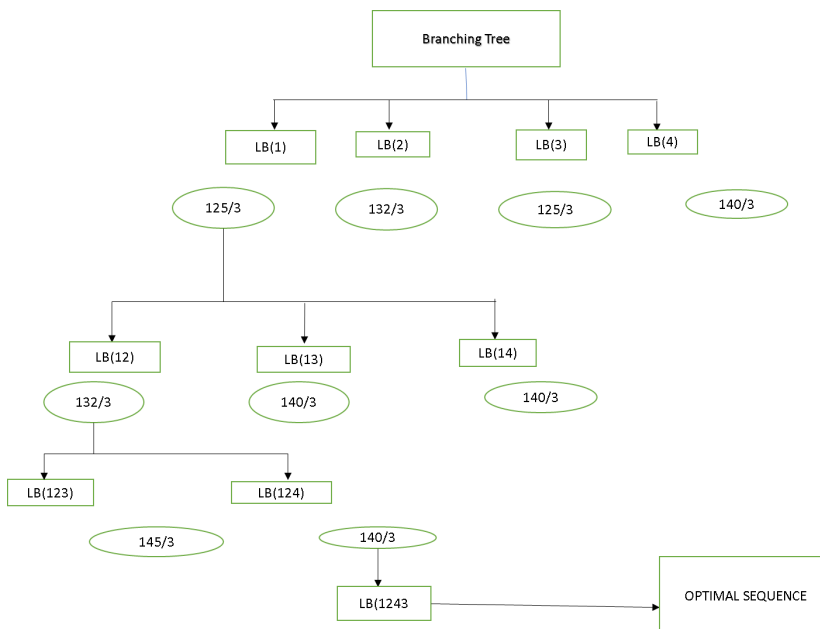 Branching Tree
LB(1)
LB(2)
LB(3)
LB(4)
125/3
132/3
125/3
140/3
LB(12)
LB(13)
LB(14)
132/3
140/3
140/3
LB(123)
LB(124)
145/3
140/3
LB(1243
OPTIMAL SEQUENCE